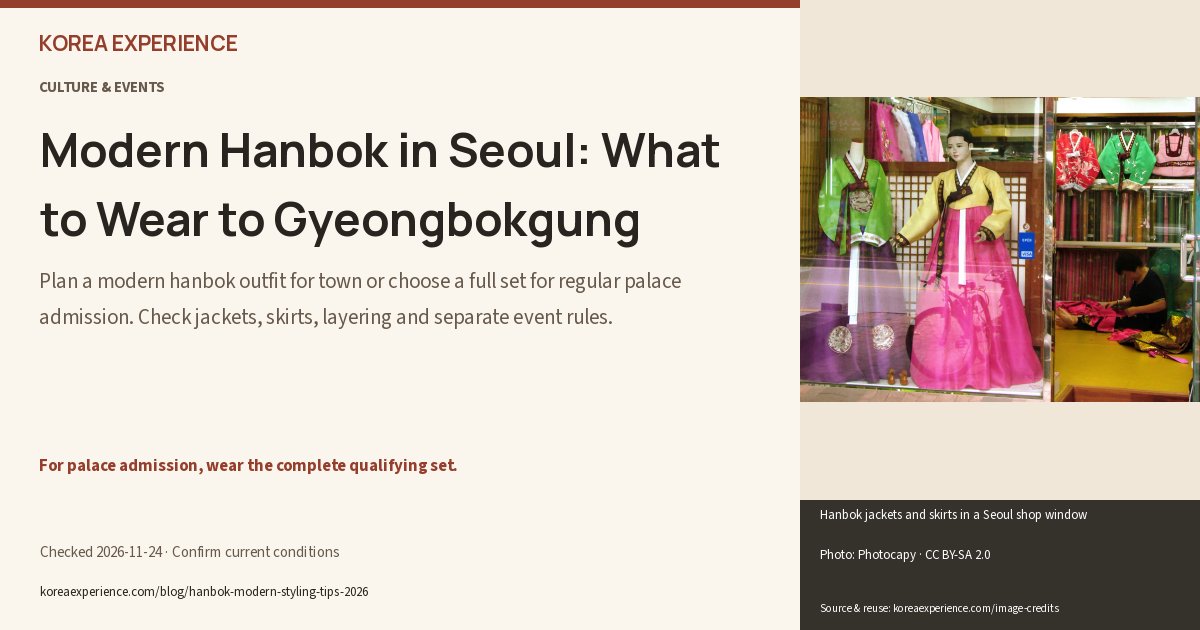 KOREA EXPERIENCE
CULTURE & EVENTS
Modern Hanbok in Seoul: What
to Wear to Gyeongbokgung
Plan a modern hanbok outfit for town or choose a full set for regular palace
admission. Check jackets, skirts, layering and separate event rules.
For palace admission, wear the complete qualifying set.
Checked 2026-11-24 · Confirm current conditions
koreaexperience.com/blog/hanbok-modern-styling-tips-2026
VISA
Hanbok jackets and skirts in a Seoul shop window
Photo: Photocapy · CC BY-SA 2.0
Source & reuse: koreaexperience.com/image-credits